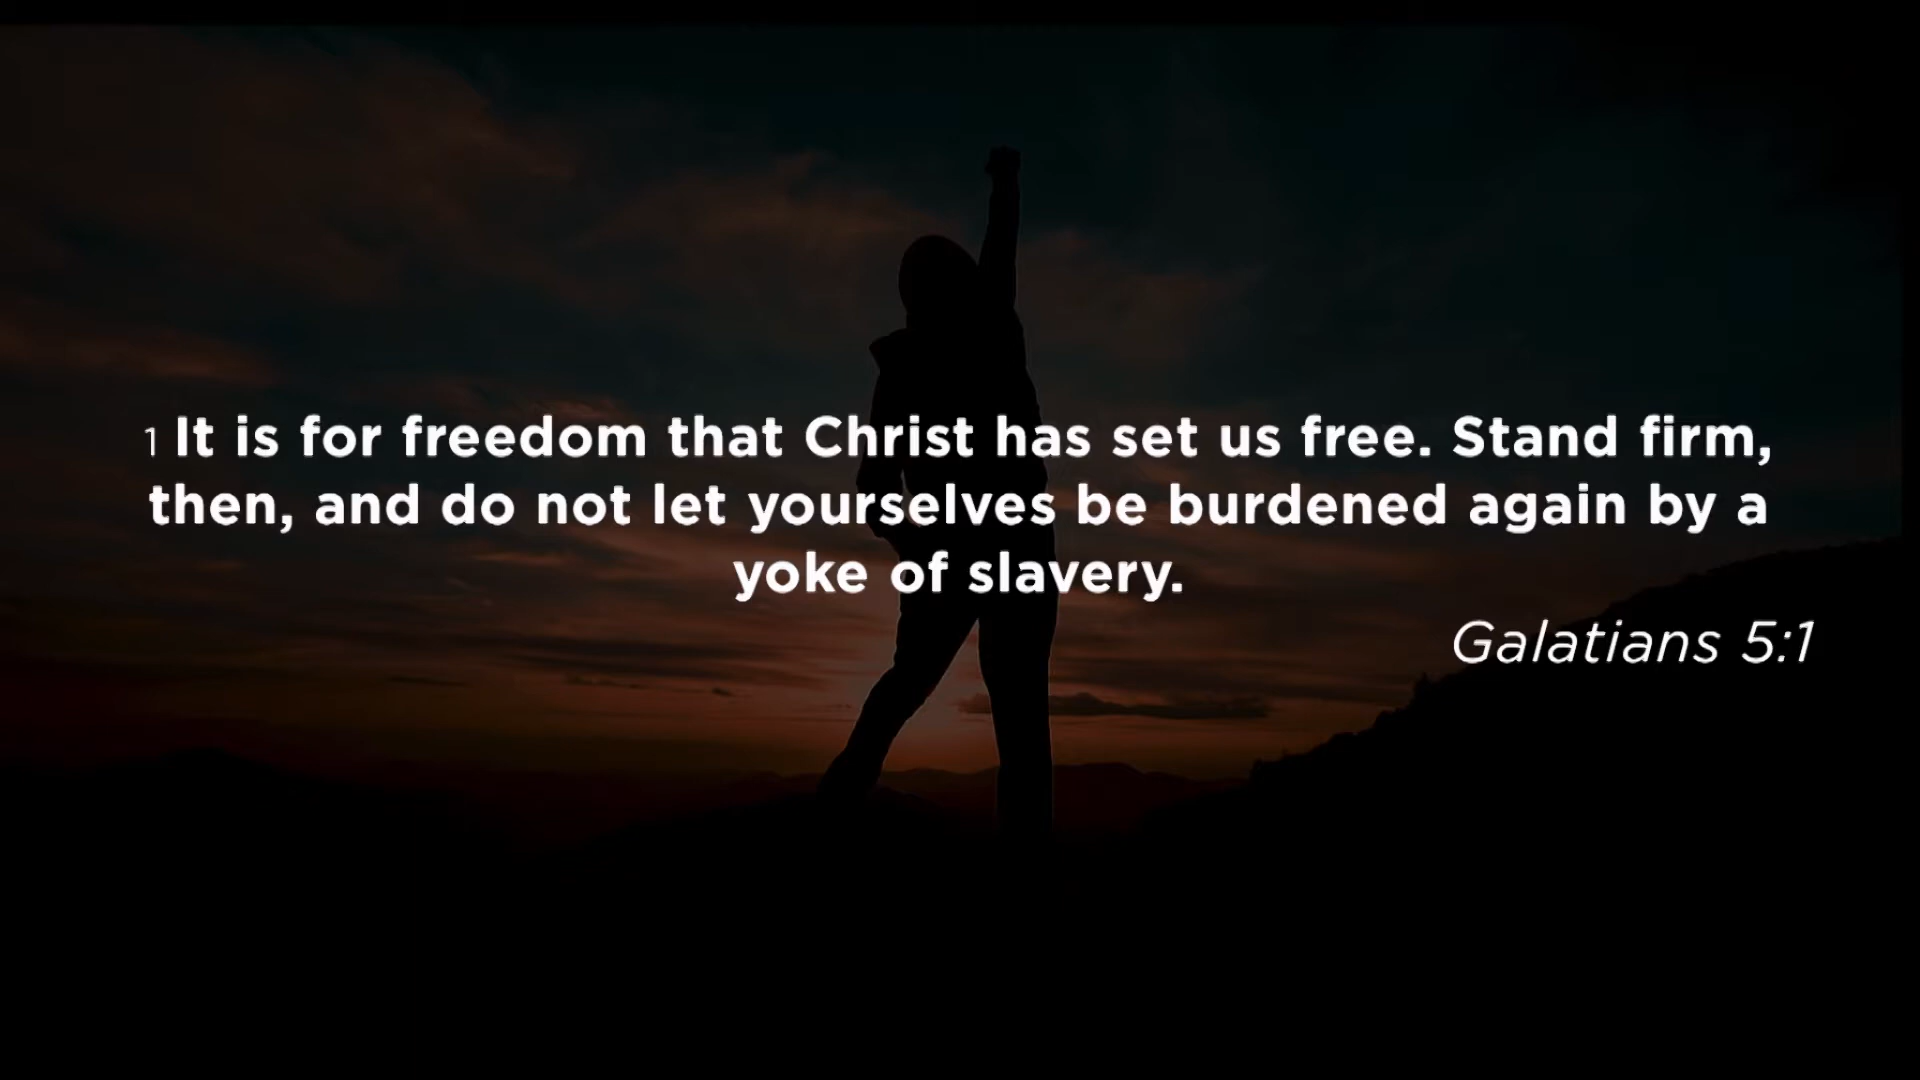 1 It is for freedom that Christ has set us free. Stand firm,
then, and do not let yourselves be burdened again by a
yoke of slavery.
Galatians 5:1